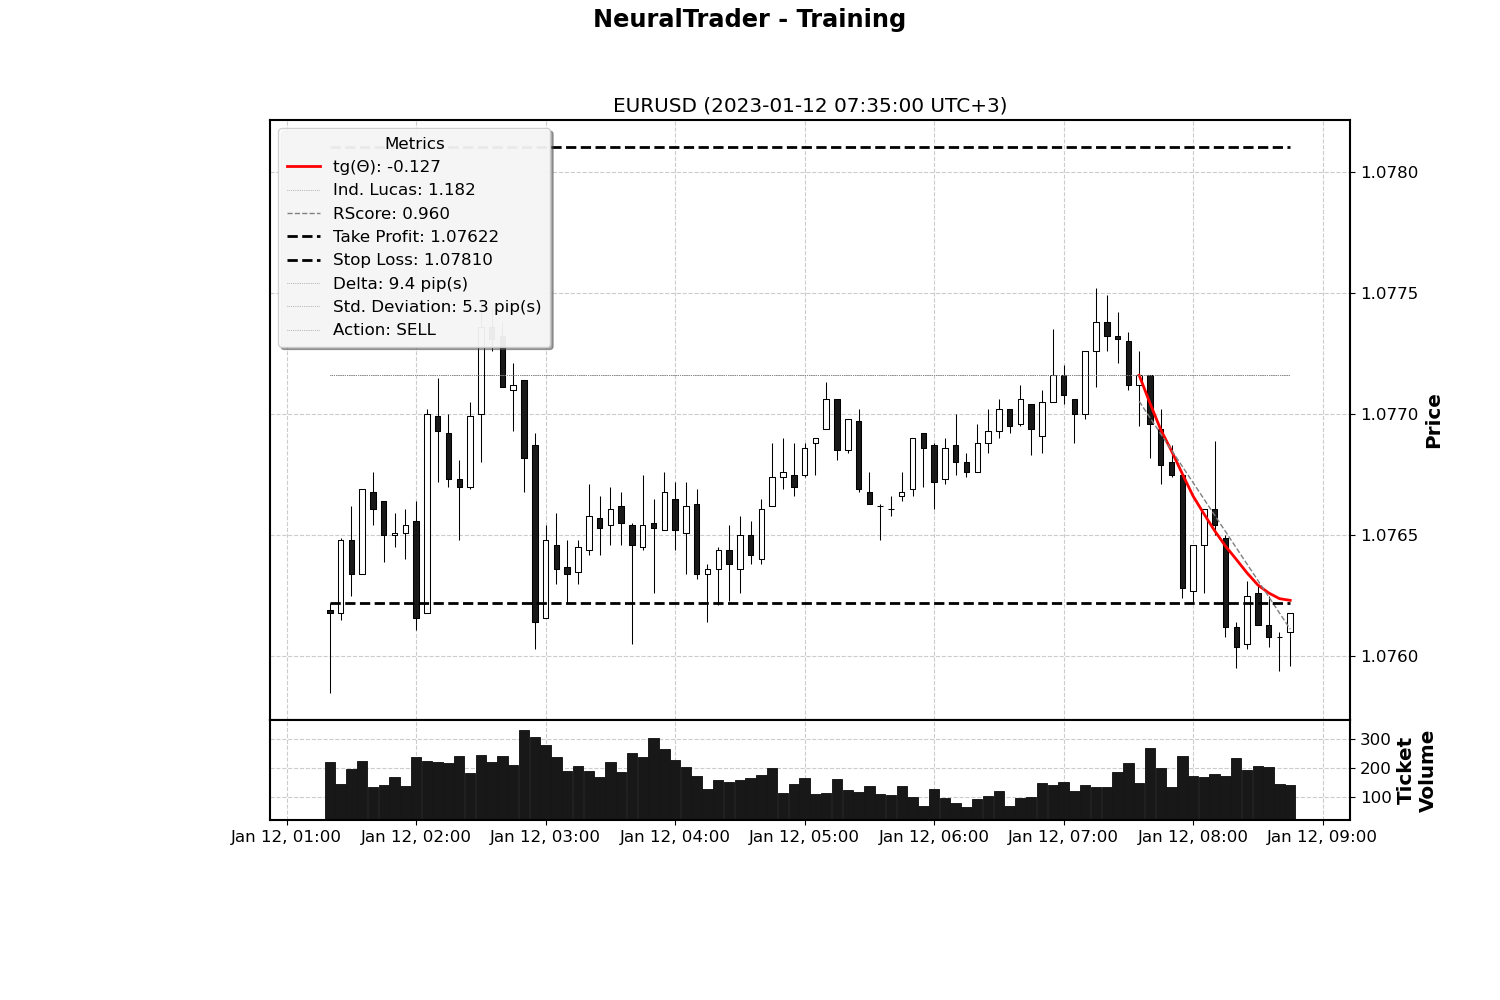 NeuralTrader - Training
EURUSD (2023-01-12 07:35:00 UTC+3)
Metrics
tg(Θ): -0.127
Ind. Lucas: 1.182
RScore: 0.960
Take Profit: 1.07622
Stop Loss: 1.07810
Delta: 9.4 pip(s)
Std. Deviation: 5.3 pip(s)
Action: SELL
1.0780
1.0775
1.0770
1.0765
1.0760
Price
300
200
100
Ticket
Volume
Jan 12, 01:00
Jan 12, 02:00
Jan 12, 03:00
Jan 12, 04:00
Jan 12, 05:00
Jan 12, 06:00
Jan 12, 07:00
Jan 12, 08:00
Jan 12, 09:00